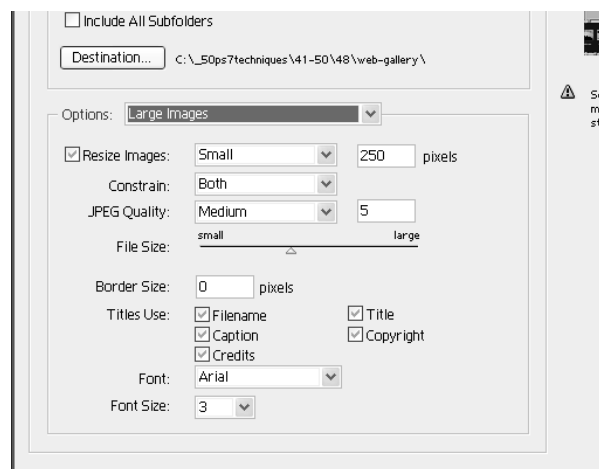 Include All Subfolders
Destination... C:\_50ps7techniques\41-50\48\web-gallery\
Options: Large Images
Resize Images: Small 250 pixels
Constrain: Both
JPEG Quality: Medium 5
small large
File Size:
Border Size: 0 pixels
Titles Use: Filename Title
Caption Copyright
Credits
Font: Arial
Font Size: 3